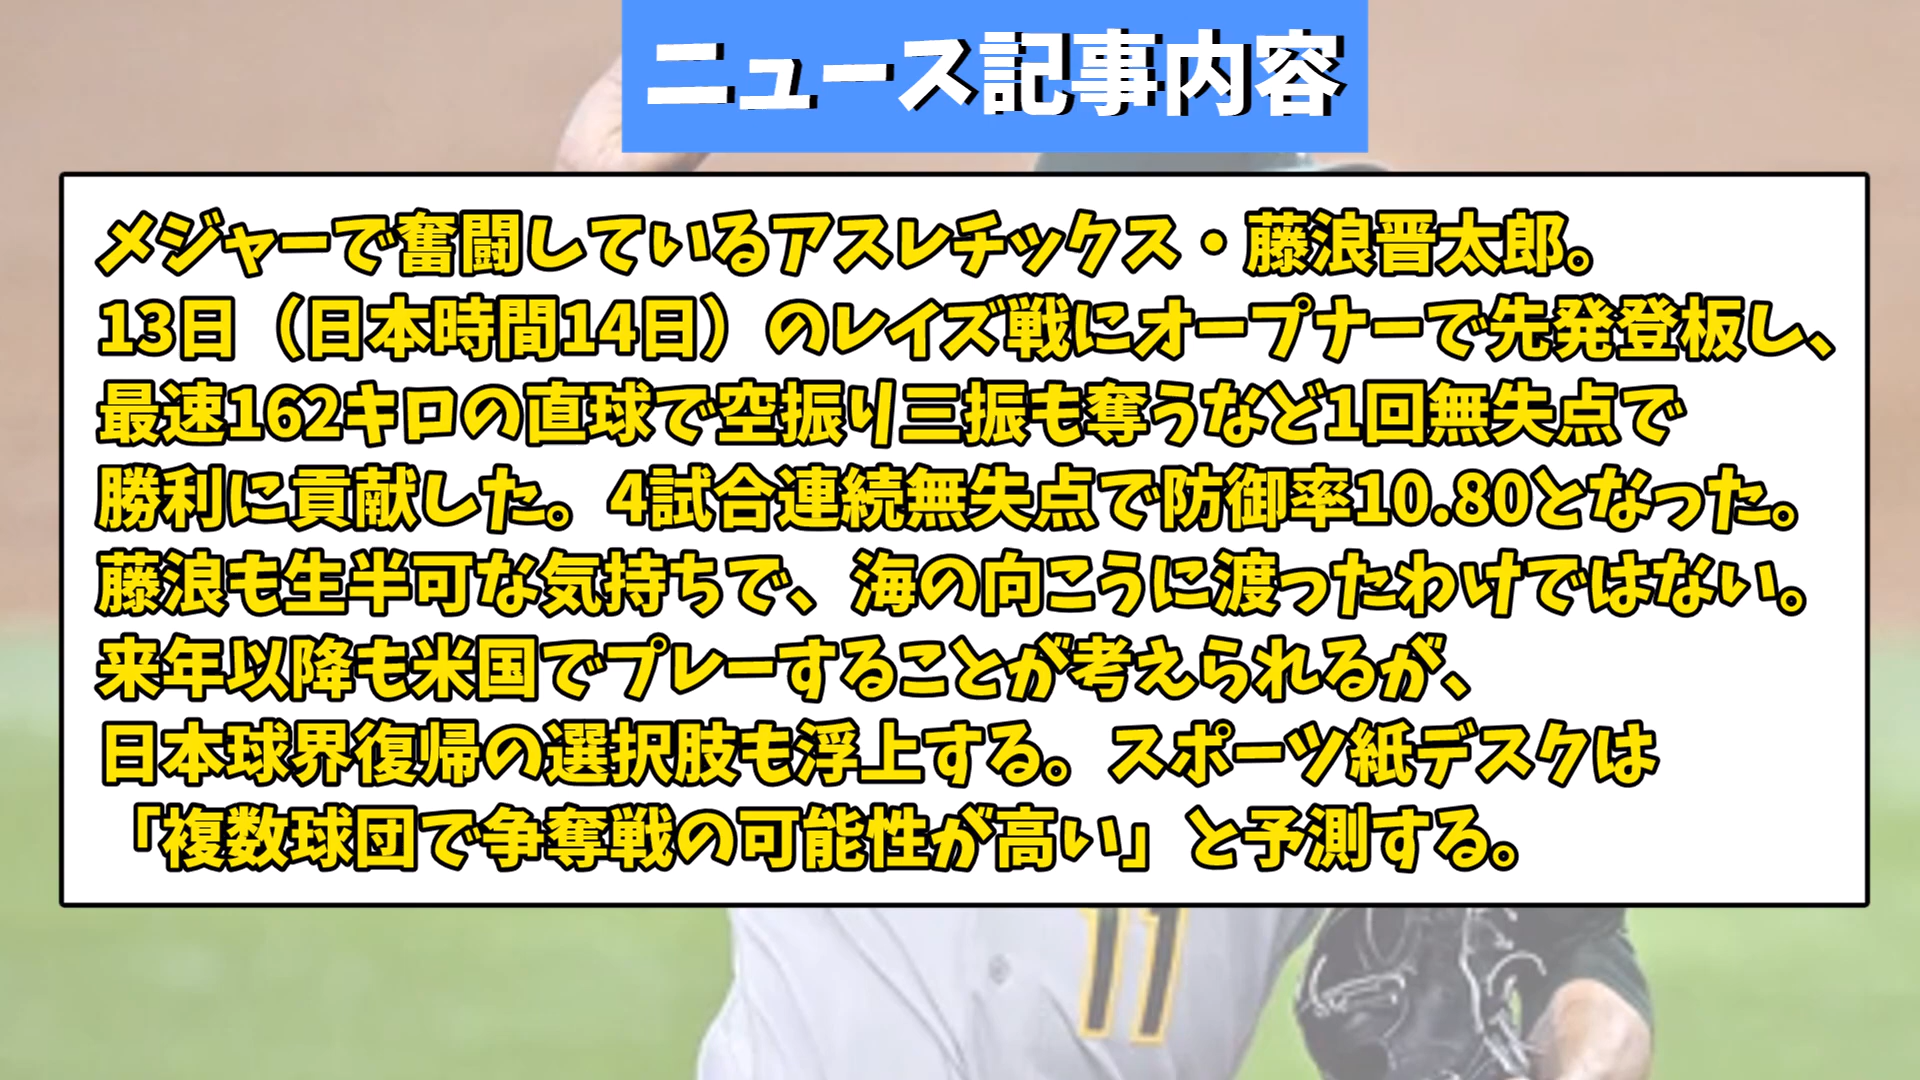 ニュース記事内容
メジャーで奮闘しているアスレチックス・藤浪晋太郎。
13日（日本時間14日）のレイズ戦にオープナーで先発登板し、
最速162キロの直球で空振り三振も奪うなど1回無失点で
勝利に貢献した。4試合連続無失点で防御率10.80となった。
藤浪も生半可な気持ちで、海の向こうに渡ったわけではない。
来年以降も米国でプレーすることが考えられるが、
日本球界復帰の選択肢も浮上する。スポーツ紙デスクは
「複数球団で争奪戦の可能性が高い」と予測する。
11